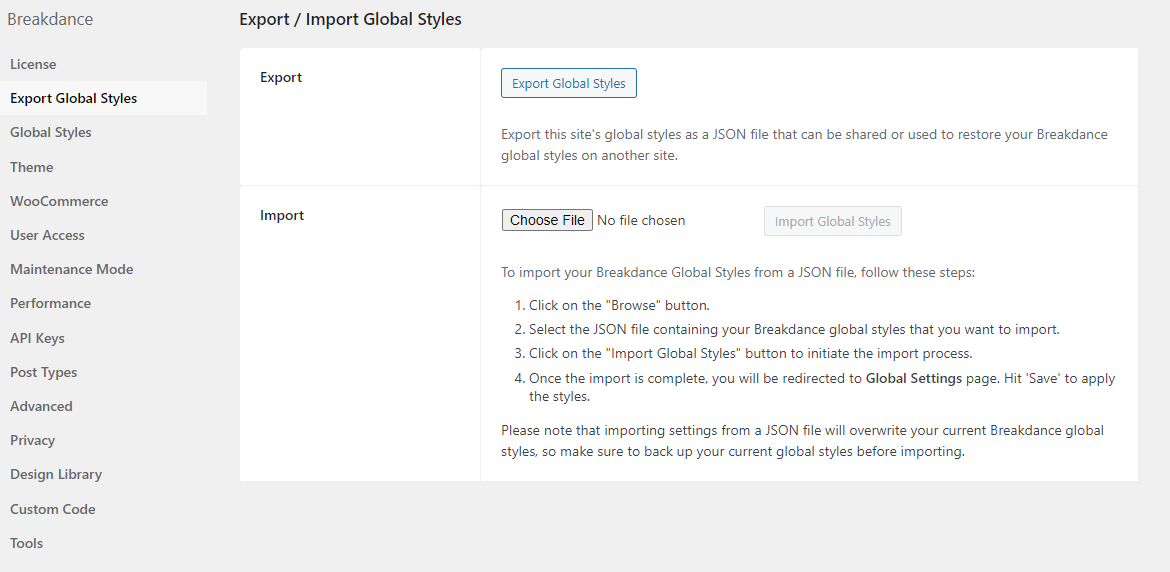 Breakdance
License
Export Global Styles
Global Styles
Theme
WooCommerce
User Access
Maintenance Mode
Performance
API Keys
Post Types
Advanced
Privacy
Design Library
Custom Code
Tools
Export / Import Global Styles
Export
Export Global Styles
Export this site's global styles as a JSON file that can be shared or used to restore your Breakdance
global styles on another site.
Import
Choose File No file chosen
Import Global Styles
To import your Breakdance Global Styles from a JSON file, follow these steps:
1. Click on the "Browse" button.
2. Select the JSON file containing your Breakdance global styles that you want to import.
3. Click on the "Import Global Styles" button to initiate the import process.
4. Once the import is complete, you will be redirected to Global Settings page. Hit 'Save' to apply
the styles.
Please note that importing settings from a JSON file will overwrite your current Breakdance global
styles, so make sure to back up your current global styles before importing.